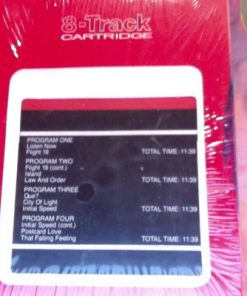 8-Track
CARTRIDGE
PROGRAM ONE
Listen Now
Flight 19 TOTAL TIME: 11:39
PROGRAM TWO
Flight 19 (cont.)
Island
Law And Order TOTAL TIME: 11:39
PROGRAM THREE
Que?
City Of Light
Initial Speed TOTAL TIME: 11:39
PROGRAM FOUR
Initial Speed (cont.)
Postcard Love
That Falling Feeling TOTAL TIME: 11:39